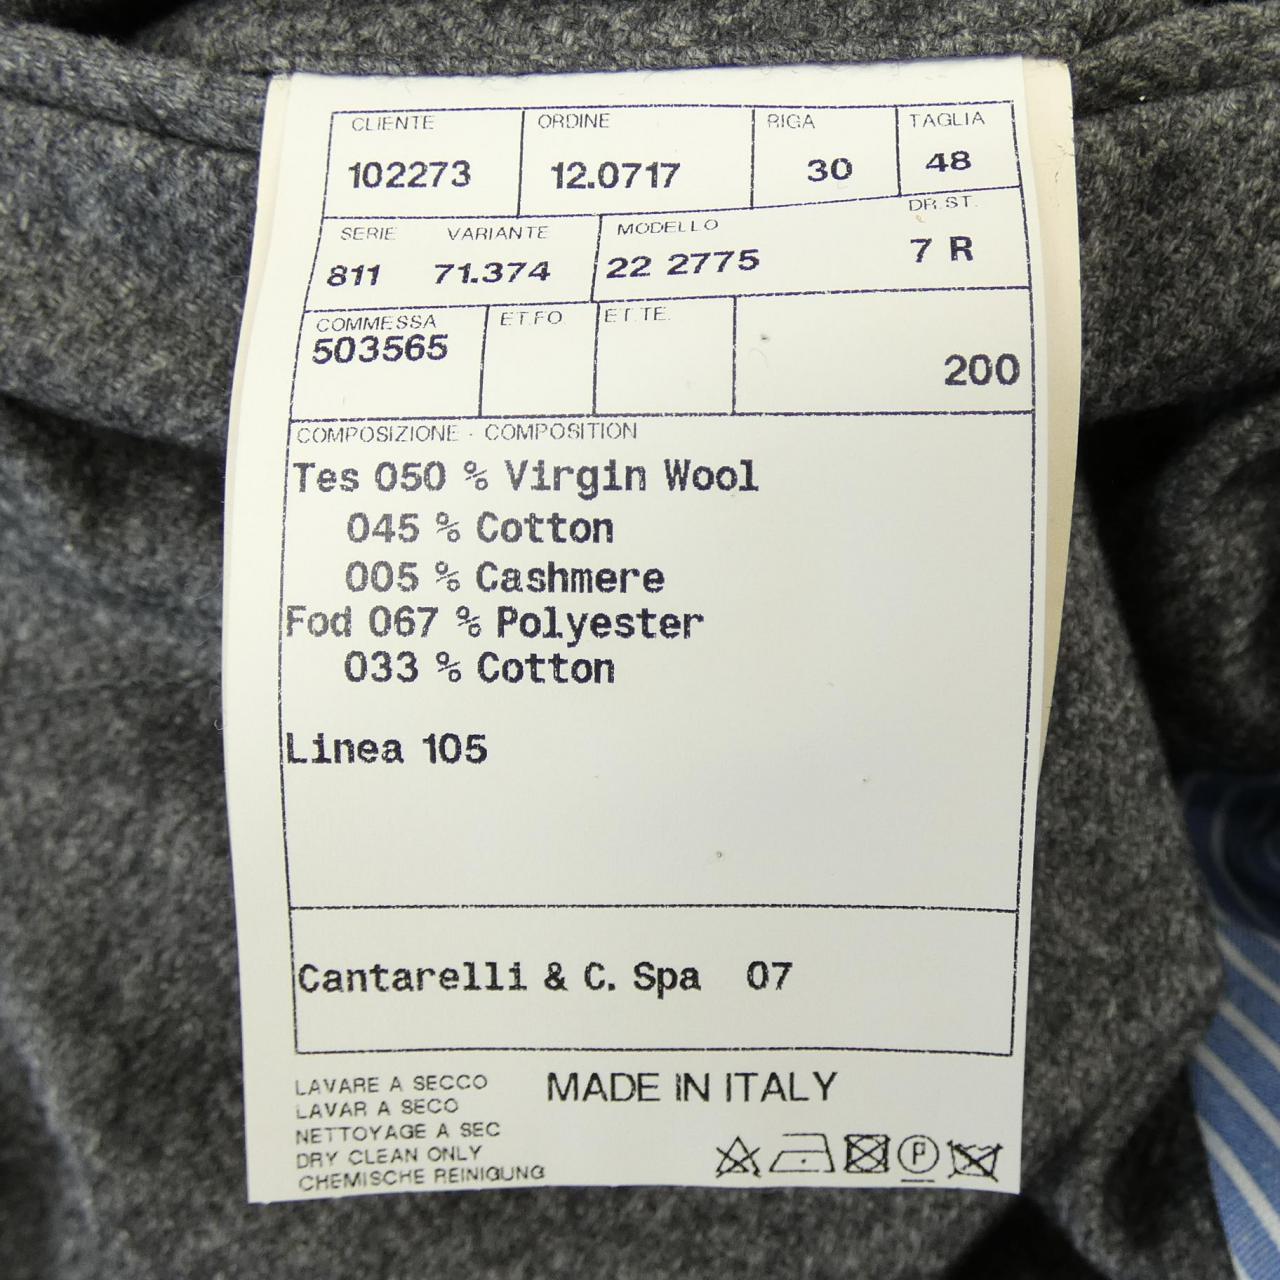 CLIENTE ORDINE RIGA TAGLIA
102273 12.0717 30 48
SERIE VARIANTE MODELLO DR.ST.
811 71.374 22 2775 7 R
COMMESSA ET.FO. ET.TE.
503565
200
COMPOSIZIONE - COMPOSITION
Tes 050 % Virgin Wool
045 % Cotton
005 % Cashmere
Fod 067 % Polyester
033 % Cotton
Linea 105
Cantarelli & C. Spa 07
LAVARE A SECCO
LAVAR A SECO
NETTOYAGE A SEC
DRY CLEAN ONLY
CHEMISCHE REINIGUNG
MADE IN ITALY
P